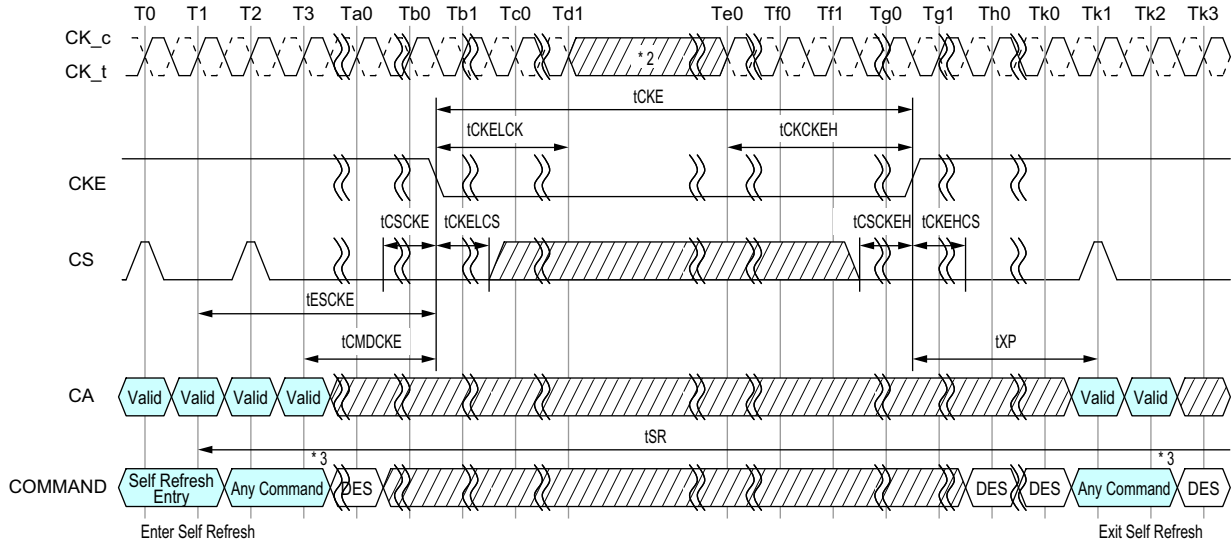 T0 T1 T2 T3 Ta0 Tb0 Tb1 Tc0 Td1 Te0 Tf0 Tf1 Tg0 Tg1 Th0 Tk0 Tk1 Tk2 Tk3
CK_c
CK_t
* 2
tCKE
tCKELCK tCKCKEH
CKE
tCSCKE tCKELCS tCSCKEH tCKEHCS
CS
tESCKE
tCMDCKE tXP
CA Valid Valid Valid Valid Valid Valid
tSR
* 3 * 3
COMMAND Self Refresh Entry Any Command DES DES DES Any Command DES
Enter Self Refresh Exit Self Refresh